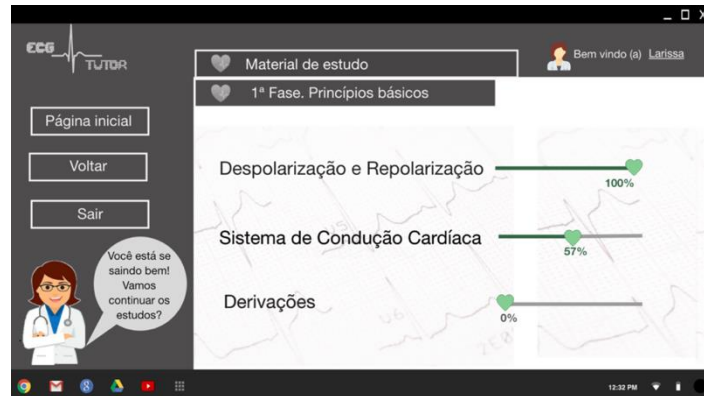 ECG
TUTOR
Material de estudo
Bem vindo (a) Larissa
1ª Fase. Princípios básicos
Página inicial
Voltar
Sair
Você está se
saindo bem!
Vamos
continuar os
estudos?
Despolarização e Repolarização
100%
Sistema de Condução Cardíaca
57%
Derivações
0%
12:32 PM